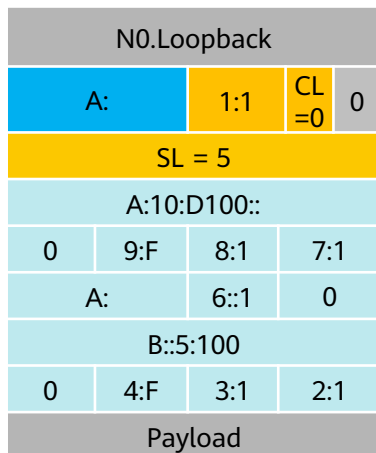 N0.Loopback
A: 1:1 CL =0 0
SL = 5
A:10:D100::
0 9:F 8:1 7:1
A: 6::1 0
B::5:100
0 4:F 3:1 2:1
Payload